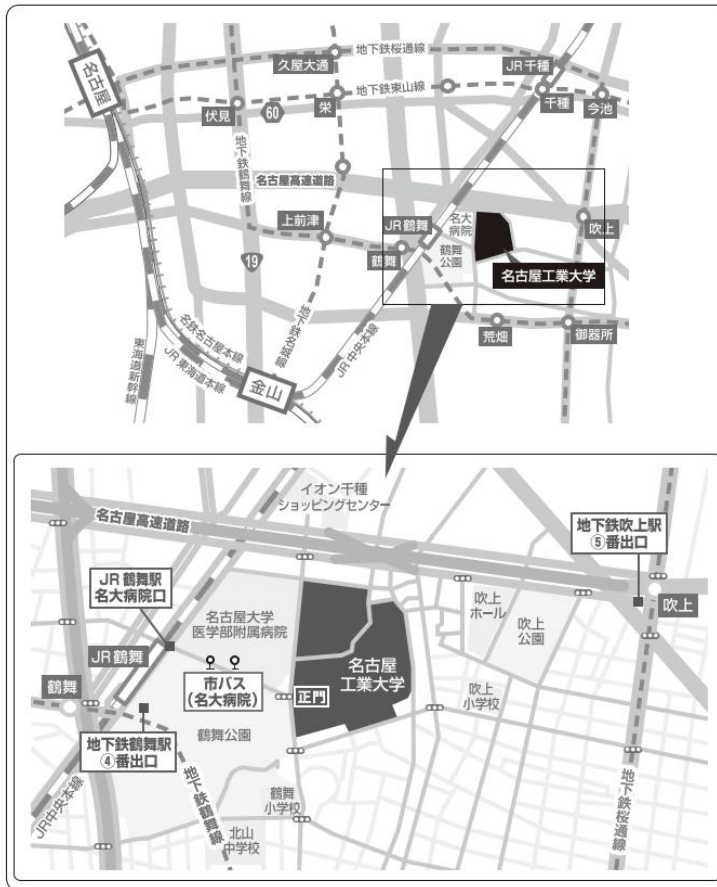 地下鉄桜通線
久屋大通
JR千種
名古屋
地下鉄東山線
栄
千種
今池
伏見
60
地下鉄鶴舞線
名古屋高速道路
上前津
JR鶴舞
名大
病院
吹上
鶴舞
鶴舞
公園
名古屋工業大学
19
地下鉄名城線
JR中央本線
荒畑
御器所
名鉄名古屋本線
JR東海道本線
東海道新幹線
金山
イオン千種
ショッピングセンター
名古屋高速道路
地下鉄吹上駅
⑤番出口
JR鶴舞駅
名大病院口
名古屋大学
医学部附属病院
吹上
ホール
吹上
公園
吹上
JR鶴舞
名古屋
工業大学
市バス
(名大病院)
正門
吹上
小学校
鶴舞
地下鉄鶴舞駅
④番出口
鶴舞公園
JR中央本線
地下鉄鶴舞線
鶴舞
小学校
北山
中学校
地下鉄桜通線